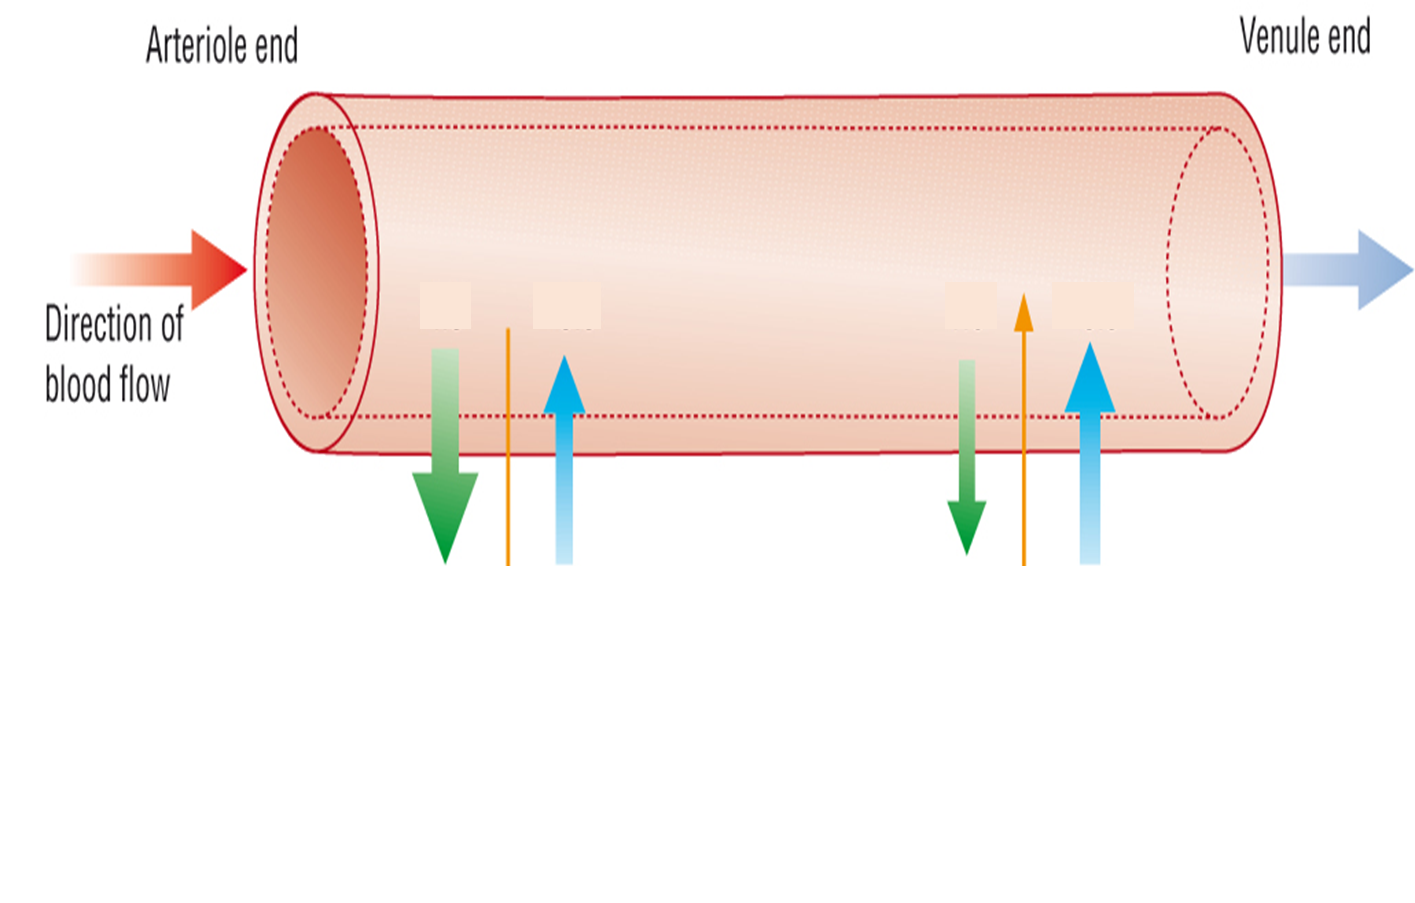 Arteriole end
Venule end
Direction of
blood flow